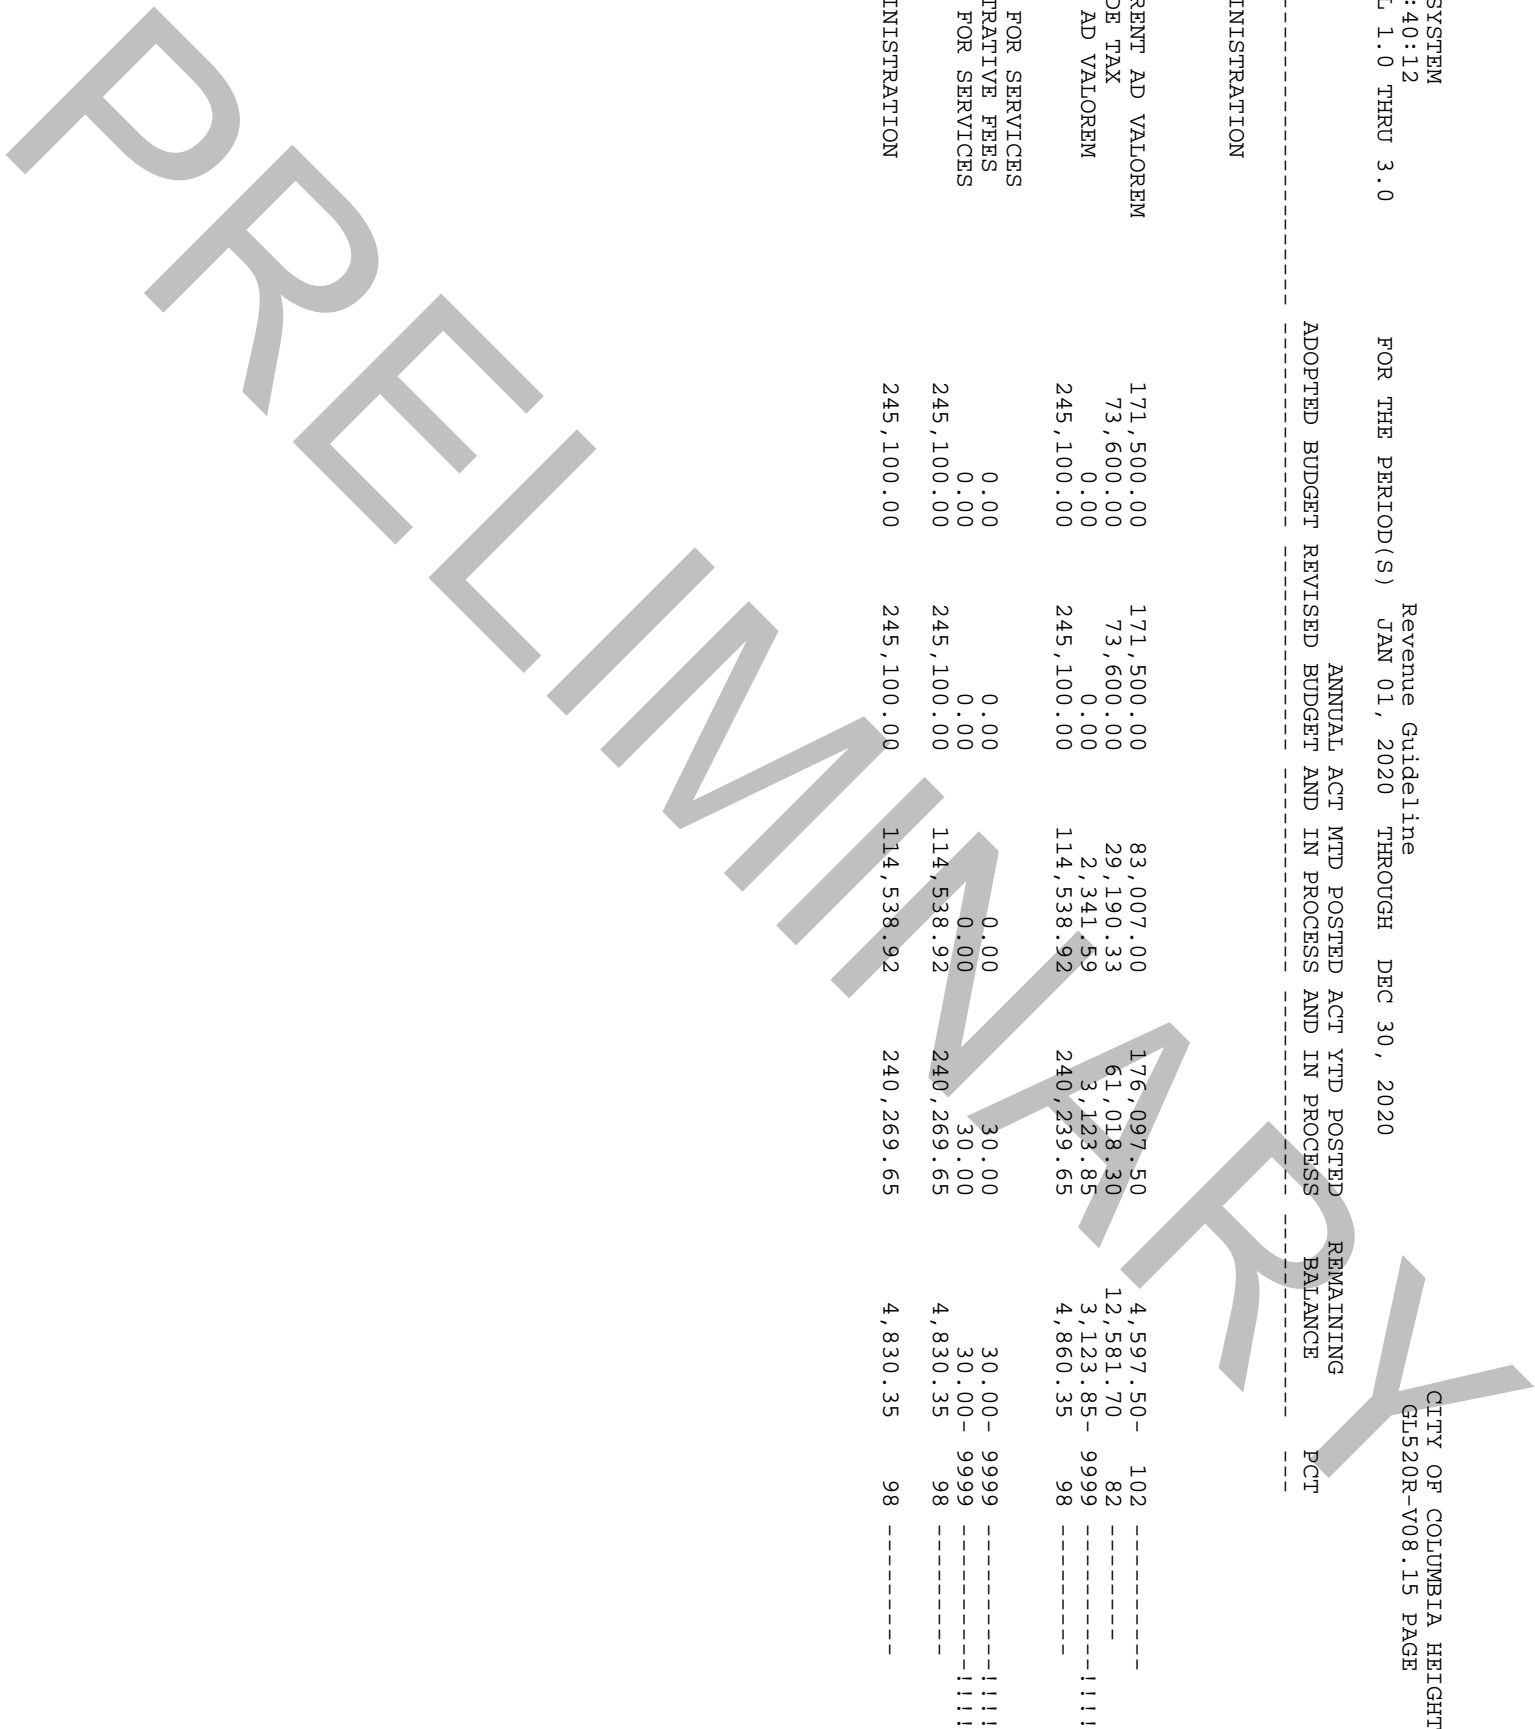 SYSTEM CITY OF COLUMBIA HEIGHT
:40:12 Revenue Guideline GL520R-V08.15 PAGE
L 1.0 THRU 3.0 FOR THE PERIOD(S) JAN 01, 2020 THROUGH DEC 30, 2020
ANNUAL ACT MTD POSTED ACT YTD POSTED REMAINING
ADOPTED BUDGET REVISED BUDGET AND IN PROCESS AND IN PROCESS BALANCE PCT
INISTRATION
RENT AD VALOREM 171,500.00 171,500.00 83,007.00 176,097.50 4,597.50- 102 ----------
DE TAX 73,600.00 73,600.00 29,190.33 61,018.30 12,581.70 82 --------
AD VALOREM 0.00 0.00 2,341.59 3,123.85 3,123.85- 9999 ----------!!!!
245,100.00 245,100.00 114,538.92 240,239.65 4,860.35 98 ---------
FOR SERVICES
TRATIVE FEES 0.00 0.00 0.00 30.00 30.00- 9999 ----------!!!!
FOR SERVICES 0.00 0.00 0.00 30.00 30.00- 9999 ----------!!!!
245,100.00 245,100.00 114,538.92 240,269.65 4,830.35 98 ---------
INISTRATION 245,100.00 245,100.00 114,538.92 240,269.65 4,830.35 98 ---------
PRELIMINARY